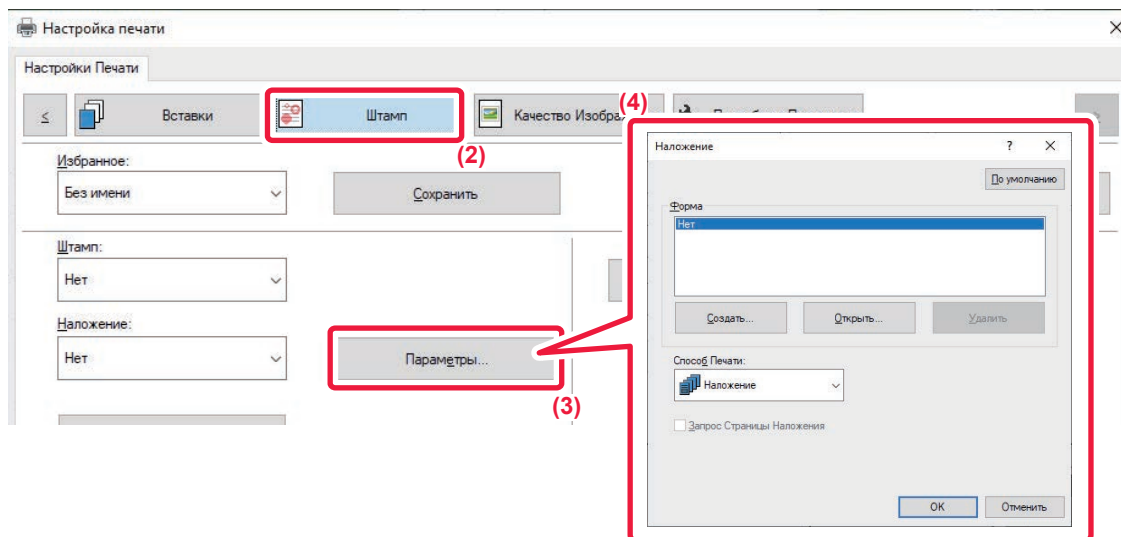 Настройка печати
Настройки Печати
Вставки
Штамп
Качество
(4)
(2)
Избранное:
Без имени
Сохранить
Штамп:
Нет
Наложение:
Нет
Параметры...
(3)
Наложение
По умолчанию
Форма
Нет
Создать...
Открыть...
Удалить
Способ Печати:
Наложение
Запрос Страницы Наложения
OK
Отменить